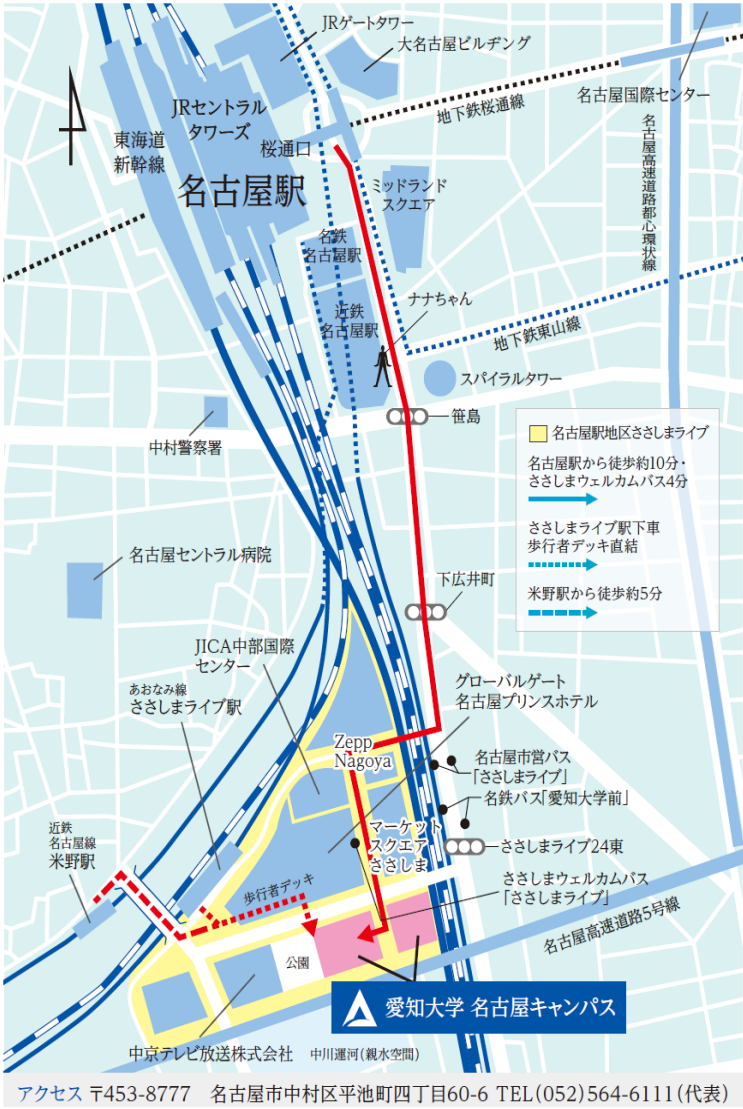 JRゲートタワー
大名古屋ビルヂング
JRセントラル
タワーズ
名古屋国際センター
地下鉄桜通線
東海道
新幹線
桜通口
名古屋高速道路都心環状線
名古屋駅
ミッドランド
スクエア
名鉄
名古屋駅
ナナちゃん
近鉄
名古屋駅
地下鉄東山線
スパイラルタワー
笹島
中村警察署
名古屋駅地区ささしまライブ
名古屋駅から徒歩約10分・
ささしまウェルカムバス4分
ささしまライブ駅下車
歩行者デッキ直結
米野駅から徒歩約5分
名古屋セントラル病院
下広井町
JICA中部国際
センター
グローバルゲート
名古屋プリンスホテル
あおなみ線
ささしまライブ駅
Zepp
Nagoya
名古屋市営バス
「ささしまライブ」
名鉄バス「愛知大学前」
近鉄
名古屋線
米野駅
マーケット
スクエア
ささしま
ささしまライブ24東
歩行者デッキ
ささしまウェルカムバス
「ささしまライブ」
名古屋高速道路5号線
公園
愛知大学 名古屋キャンパス
中京テレビ放送株式会社
中川運河(親水空間)
アクセス 〒453-8777 名古屋市中村区平池町四丁目60-6 TEL(052)564-6111(代表)